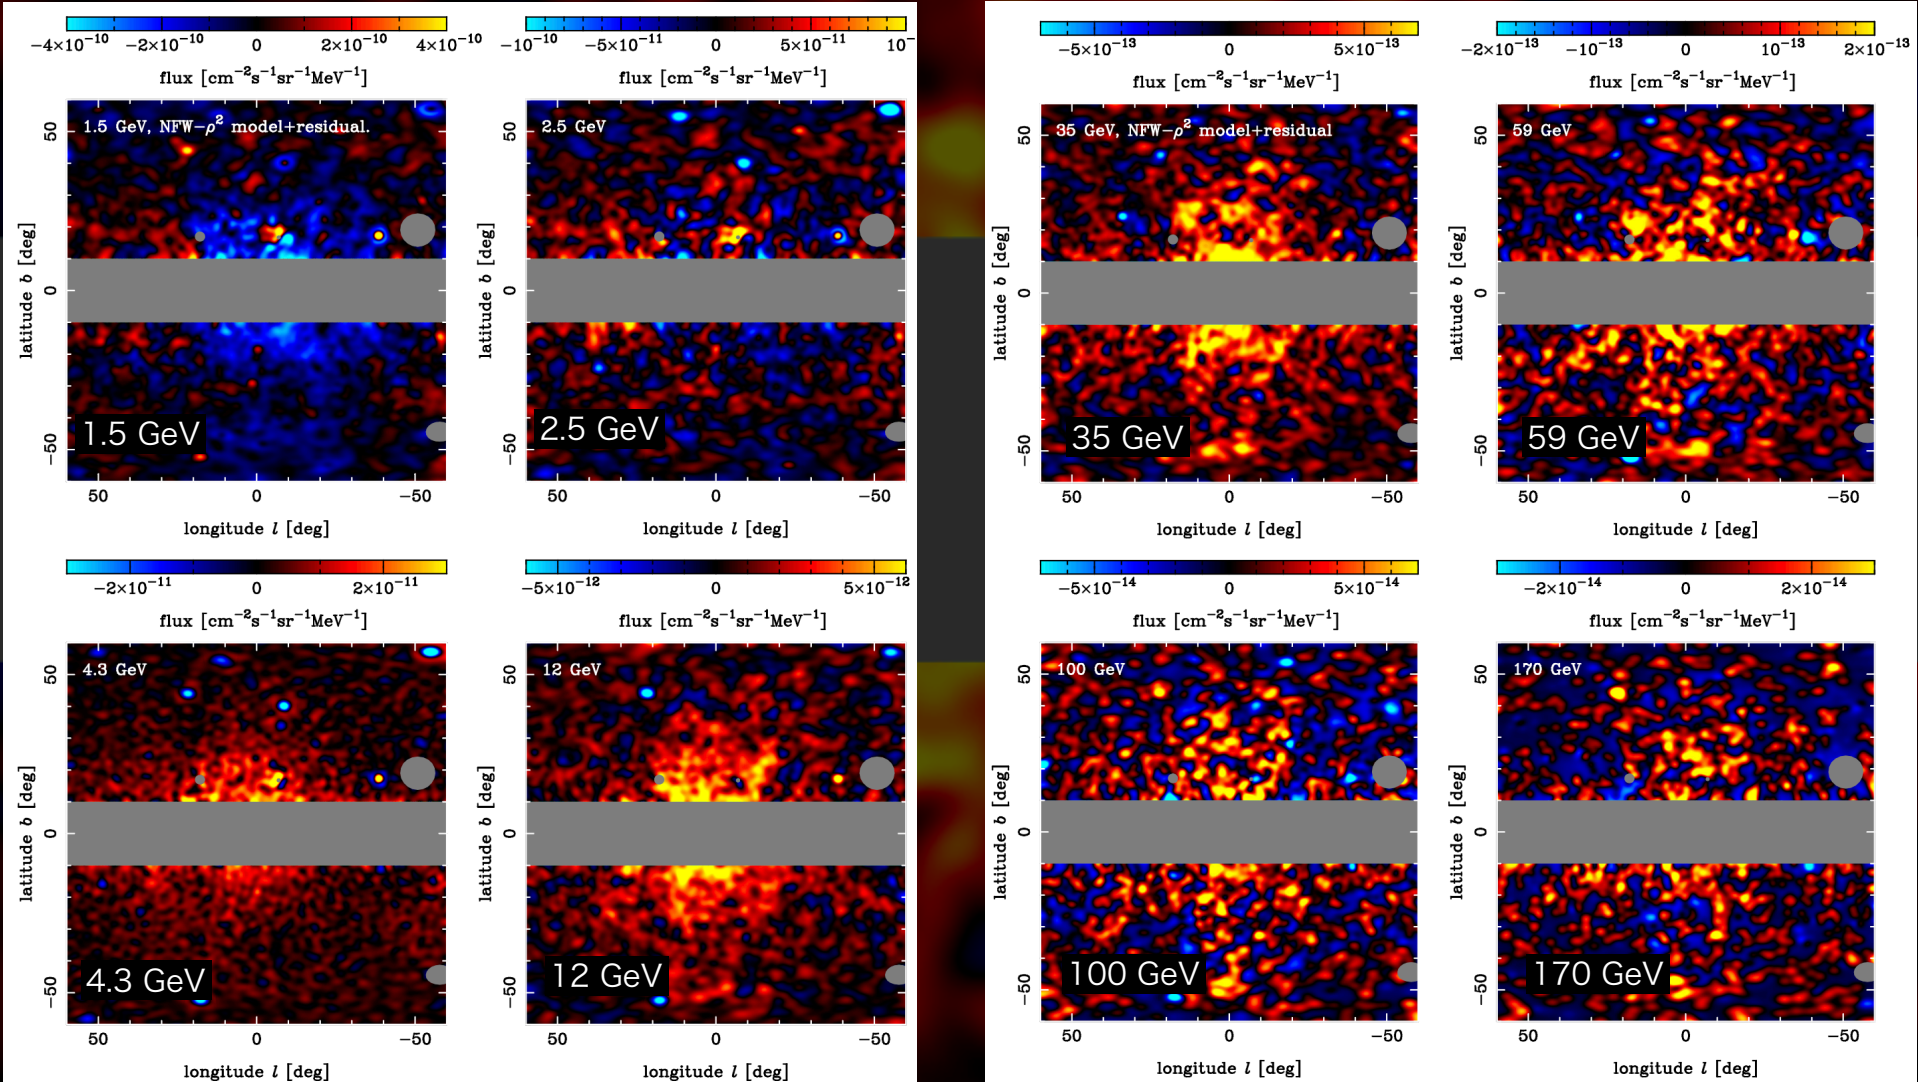 −4×10⁻¹⁰ −2×10⁻¹⁰ 0 2×10⁻¹⁰ 4×10⁻¹⁰
flux [cm⁻²s⁻¹sr⁻¹MeV⁻¹]
1.5 GeV, NFW−ρ² model+residual.
50
0
−50
latitude b [deg]
1.5 GeV
50 0 −50
longitude l [deg]
−10⁻¹⁰ −5×10⁻¹¹ 0 5×10⁻¹¹ 10⁻
flux [cm⁻²s⁻¹sr⁻¹MeV⁻¹]
2.5 GeV
50
0
−50
latitude b [deg]
2.5 GeV
50 0 −50
longitude l [deg]
−5×10⁻¹³ 0 5×10⁻¹³
flux [cm⁻²s⁻¹sr⁻¹MeV⁻¹]
35 GeV, NFW−ρ² model+residual
50
0
−50
latitude b [deg]
35 GeV
50 0 −50
longitude l [deg]
−2×10⁻¹³ −10⁻¹³ 0 10⁻¹³ 2×10⁻¹³
flux [cm⁻²s⁻¹sr⁻¹MeV⁻¹]
59 GeV
50
0
−50
latitude b [deg]
59 GeV
50 0 −50
longitude l [deg]
−2×10⁻¹¹ 0 2×10⁻¹¹
flux [cm⁻²s⁻¹sr⁻¹MeV⁻¹]
4.3 GeV
50
0
−50
latitude b [deg]
4.3 GeV
50 0 −50
longitude l [deg]
−5×10⁻¹² 0 5×10⁻¹²
flux [cm⁻²s⁻¹sr⁻¹MeV⁻¹]
12 GeV
50
0
−50
latitude b [deg]
12 GeV
50 0 −50
longitude l [deg]
−5×10⁻¹⁴ 0 5×10⁻¹⁴
flux [cm⁻²s⁻¹sr⁻¹MeV⁻¹]
100 GeV
50
0
−50
latitude b [deg]
100 GeV
50 0 −50
longitude l [deg]
−2×10⁻¹⁴ 0 2×10⁻¹⁴
flux [cm⁻²s⁻¹sr⁻¹MeV⁻¹]
170 GeV
50
0
−50
latitude b [deg]
170 GeV
50 0 −50
longitude l [deg]